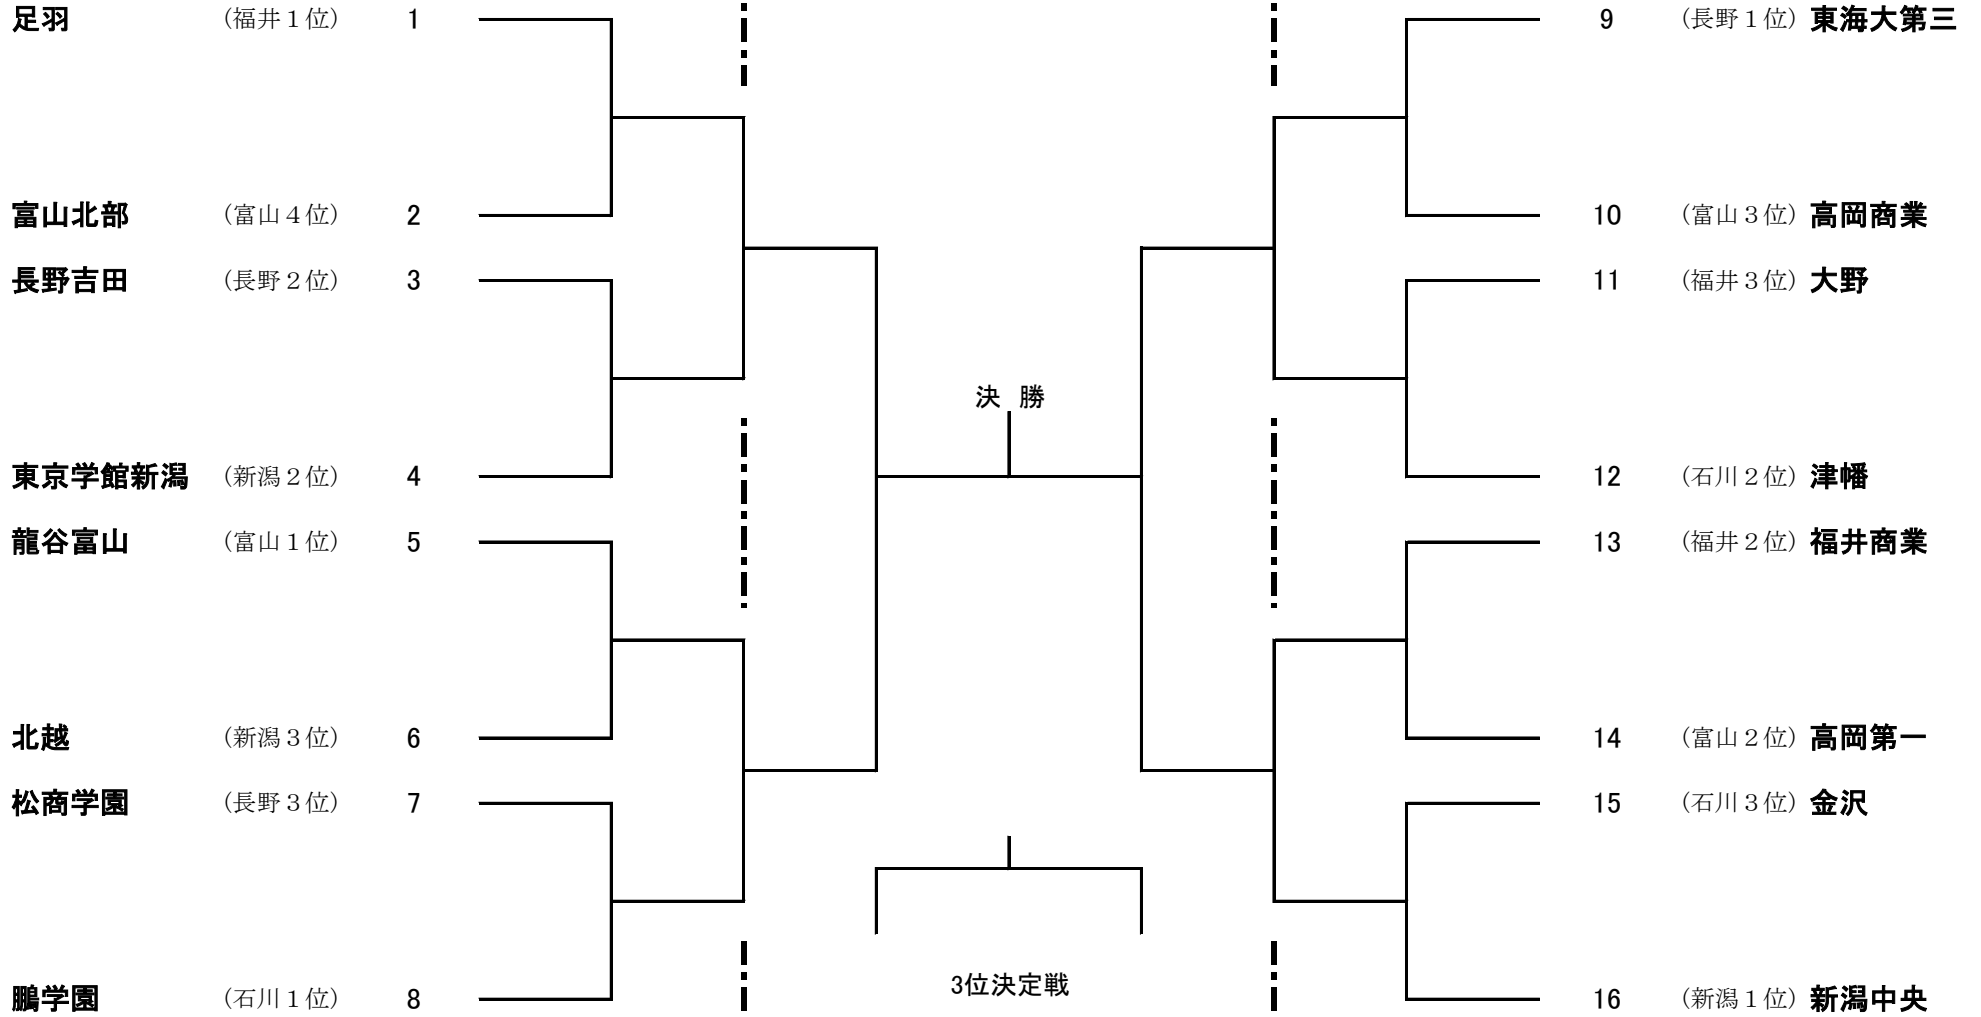 足羽 (福井１位) 1
富山北部 (富山４位) 2
長野吉田 (長野２位) 3
東京学館新潟 (新潟２位) 4
龍谷富山 (富山１位) 5
北越 (新潟３位) 6
松商学園 (長野３位) 7
鵬学園 (石川１位) 8
決 勝
3位決定戦
9 (長野１位) 東海大第三
10 (富山３位) 高岡商業
11 (福井３位) 大野
12 (石川２位) 津幡
13 (福井２位) 福井商業
14 (富山２位) 高岡第一
15 (石川３位) 金沢
16 (新潟１位) 新潟中央